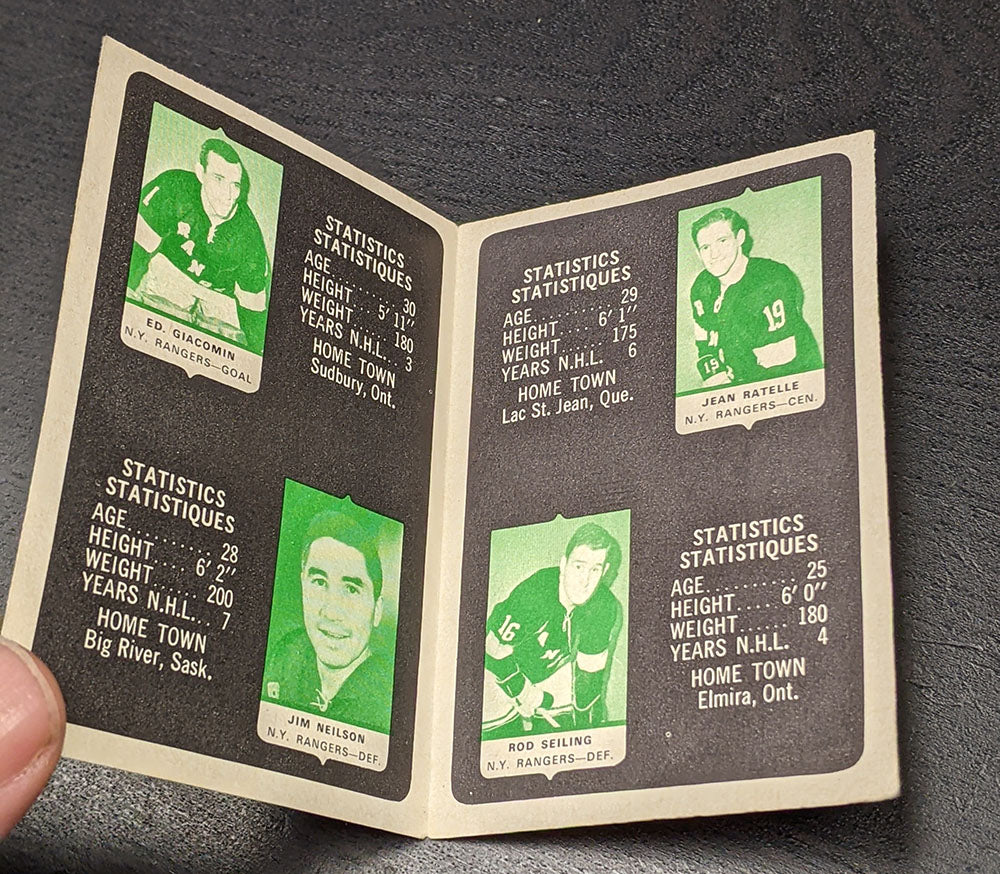 ED. GIACOMIN
N.Y. RANGERS—GOAL
STATISTICS
STATISTIQUES
AGE.......... 30
HEIGHT.... 5' 11"
WEIGHT...... 180
YEARS N.H.L... 3
HOME TOWN
Sudbury, Ont.
STATISTICS
STATISTIQUES
AGE.......... 28
HEIGHT..... 6' 2"
WEIGHT...... 200
YEARS N.H.L... 7
HOME TOWN
Big River, Sask.
JIM NEILSON
N.Y. RANGERS—DEF.
STATISTICS
STATISTIQUES
AGE.......... 29
HEIGHT..... 6' 1"
WEIGHT...... 175
YEARS N.H.L. 6
HOME TOWN
Lac St. Jean, Que.
19
19
JEAN RATELLE
N.Y. RANGERS—CEN.
16
ROD SEILING
N.Y. RANGERS—DEF.
STATISTICS
STATISTIQUES
AGE.......... 25
HEIGHT..... 6' 0"
WEIGHT...... 180
YEARS N.H.L. 4
HOME TOWN
Elmira, Ont.